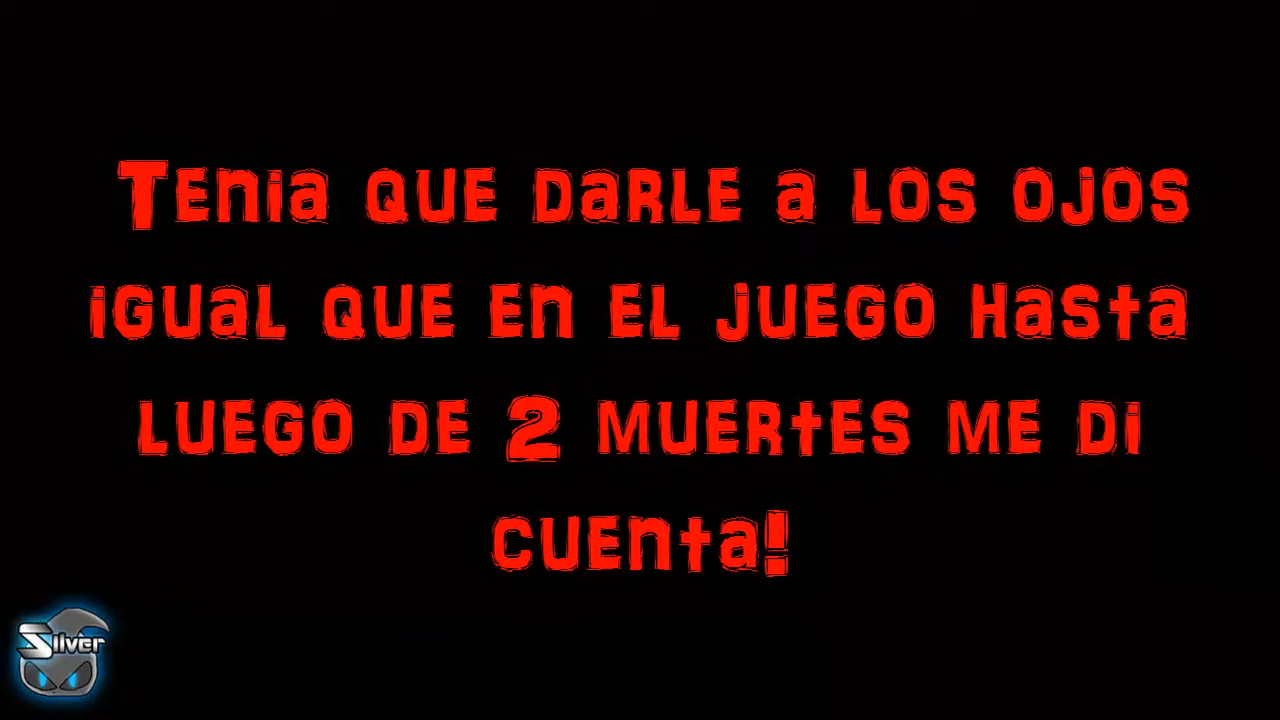 Tenia que darle a los ojos
igual que en el juego hasta
luego de 2 muertes me di
cuenta!
Silver